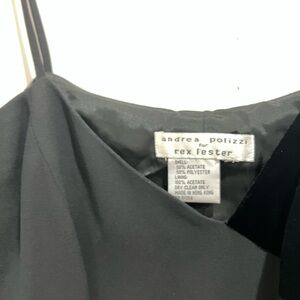 andrea polizzi
for
rex lester
SHELL:
50% ACETATE
50% POLYESTER
LINING:
100% ACETATE
DRY CLEAN ONLY
MADE IN HONG KONG